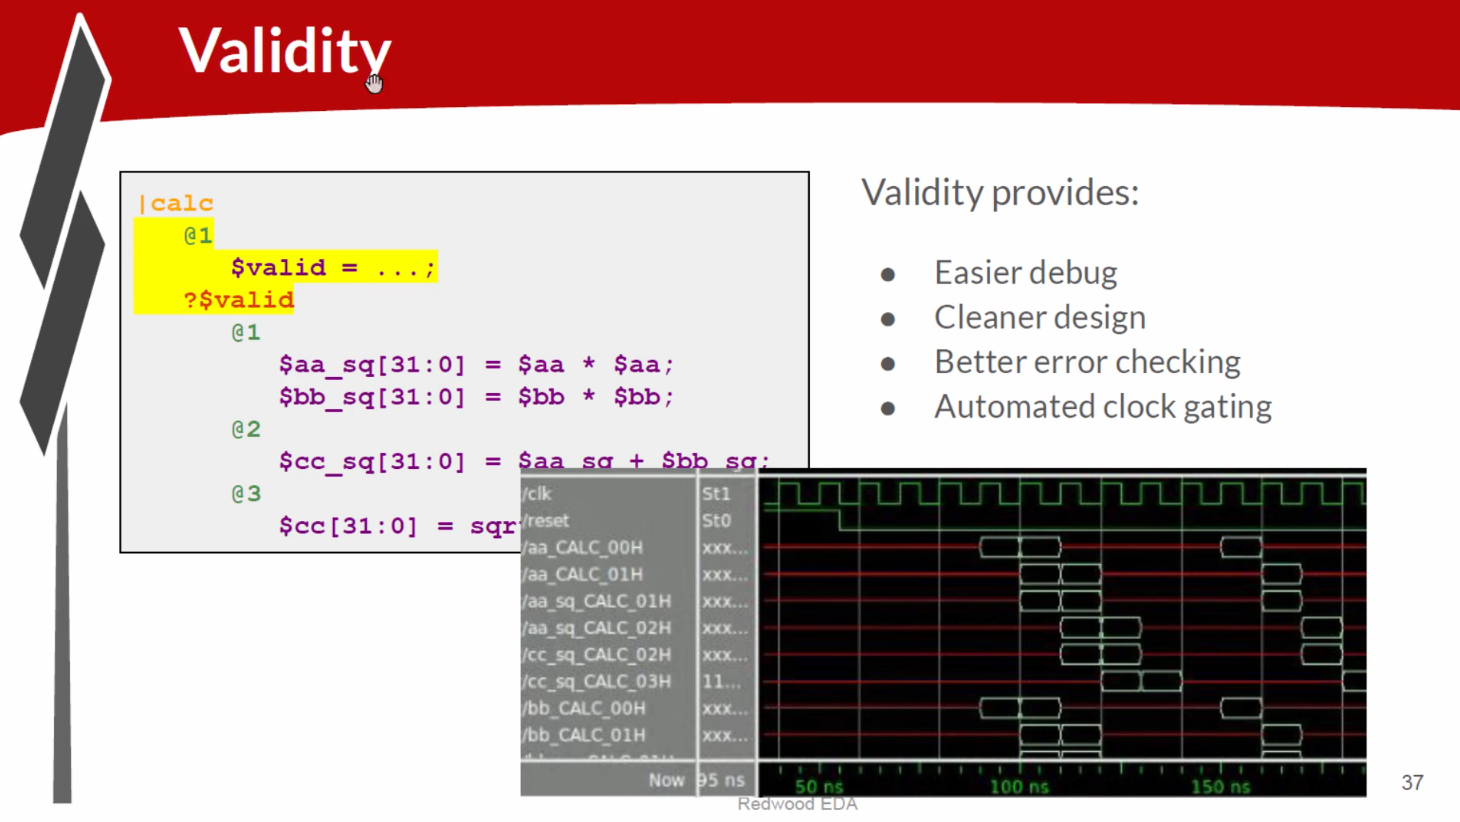 Validity
|calc
@1
$valid = ...;
?$valid
@1
$aa_sq[31:0] = $aa * $aa;
$bb_sq[31:0] = $bb * $bb;
@2
$cc_sq[31:0] = $aa_sq + $bb_sq;
@3
$cc[31:0] = sqr
Validity provides:
● Easier debug
● Cleaner design
● Better error checking
● Automated clock gating
/clk St1
/reset St0
/aa_CALC_00H xxx...
/aa_CALC_01H xxx...
/aa_sq_CALC_01H xxx...
/aa_sq_CALC_02H xxx...
/cc_sq_CALC_02H xxx...
/cc_sq_CALC_03H 11...
/bb_CALC_00H xxx...
/bb_CALC_01H xxx...
Now 95 ns 50 ns 100 ns 150 ns
Redwood EDA
37